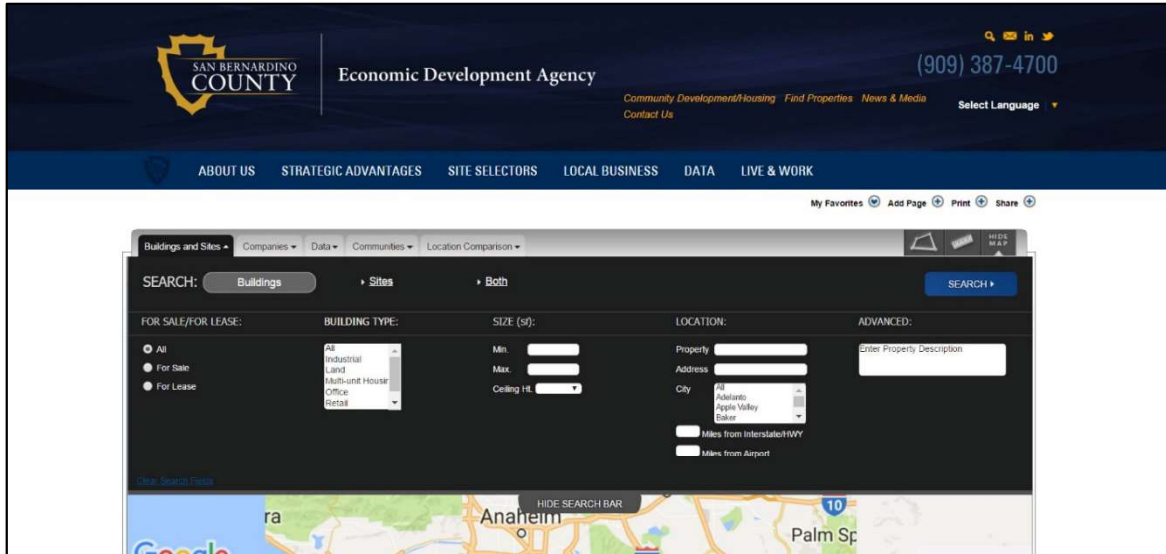 SAN BERNARDINO
COUNTY
Economic Development Agency
(909) 387-4700
Community Development/Housing Find Properties News & Media
Contact Us
Select Language
ABOUT US STRATEGIC ADVANTAGES SITE SELECTORS LOCAL BUSINESS DATA LIVE & WORK
My Favorites Add Page Print Share
Buildings and Sites Companies Data Communities Location Comparison
HIDE
MAP
SEARCH: Buildings Sites Both SEARCH
FOR SALE/FOR LEASE: BUILDING TYPE: SIZE (sf): LOCATION: ADVANCED:
All
For Sale
For Lease
All
Industrial
Land
Multi-unit Housir
Office
Retail
Min.
Max.
Ceiling Ht.
Property
Address
City
All
Adelanto
Apple Valley
Baker
Miles from Interstate/HWY
Miles from Airport
Enter Property Description
Clear Search Fields
HIDE SEARCH BAR
ra
Anaheim
10
Palm Sp
Google